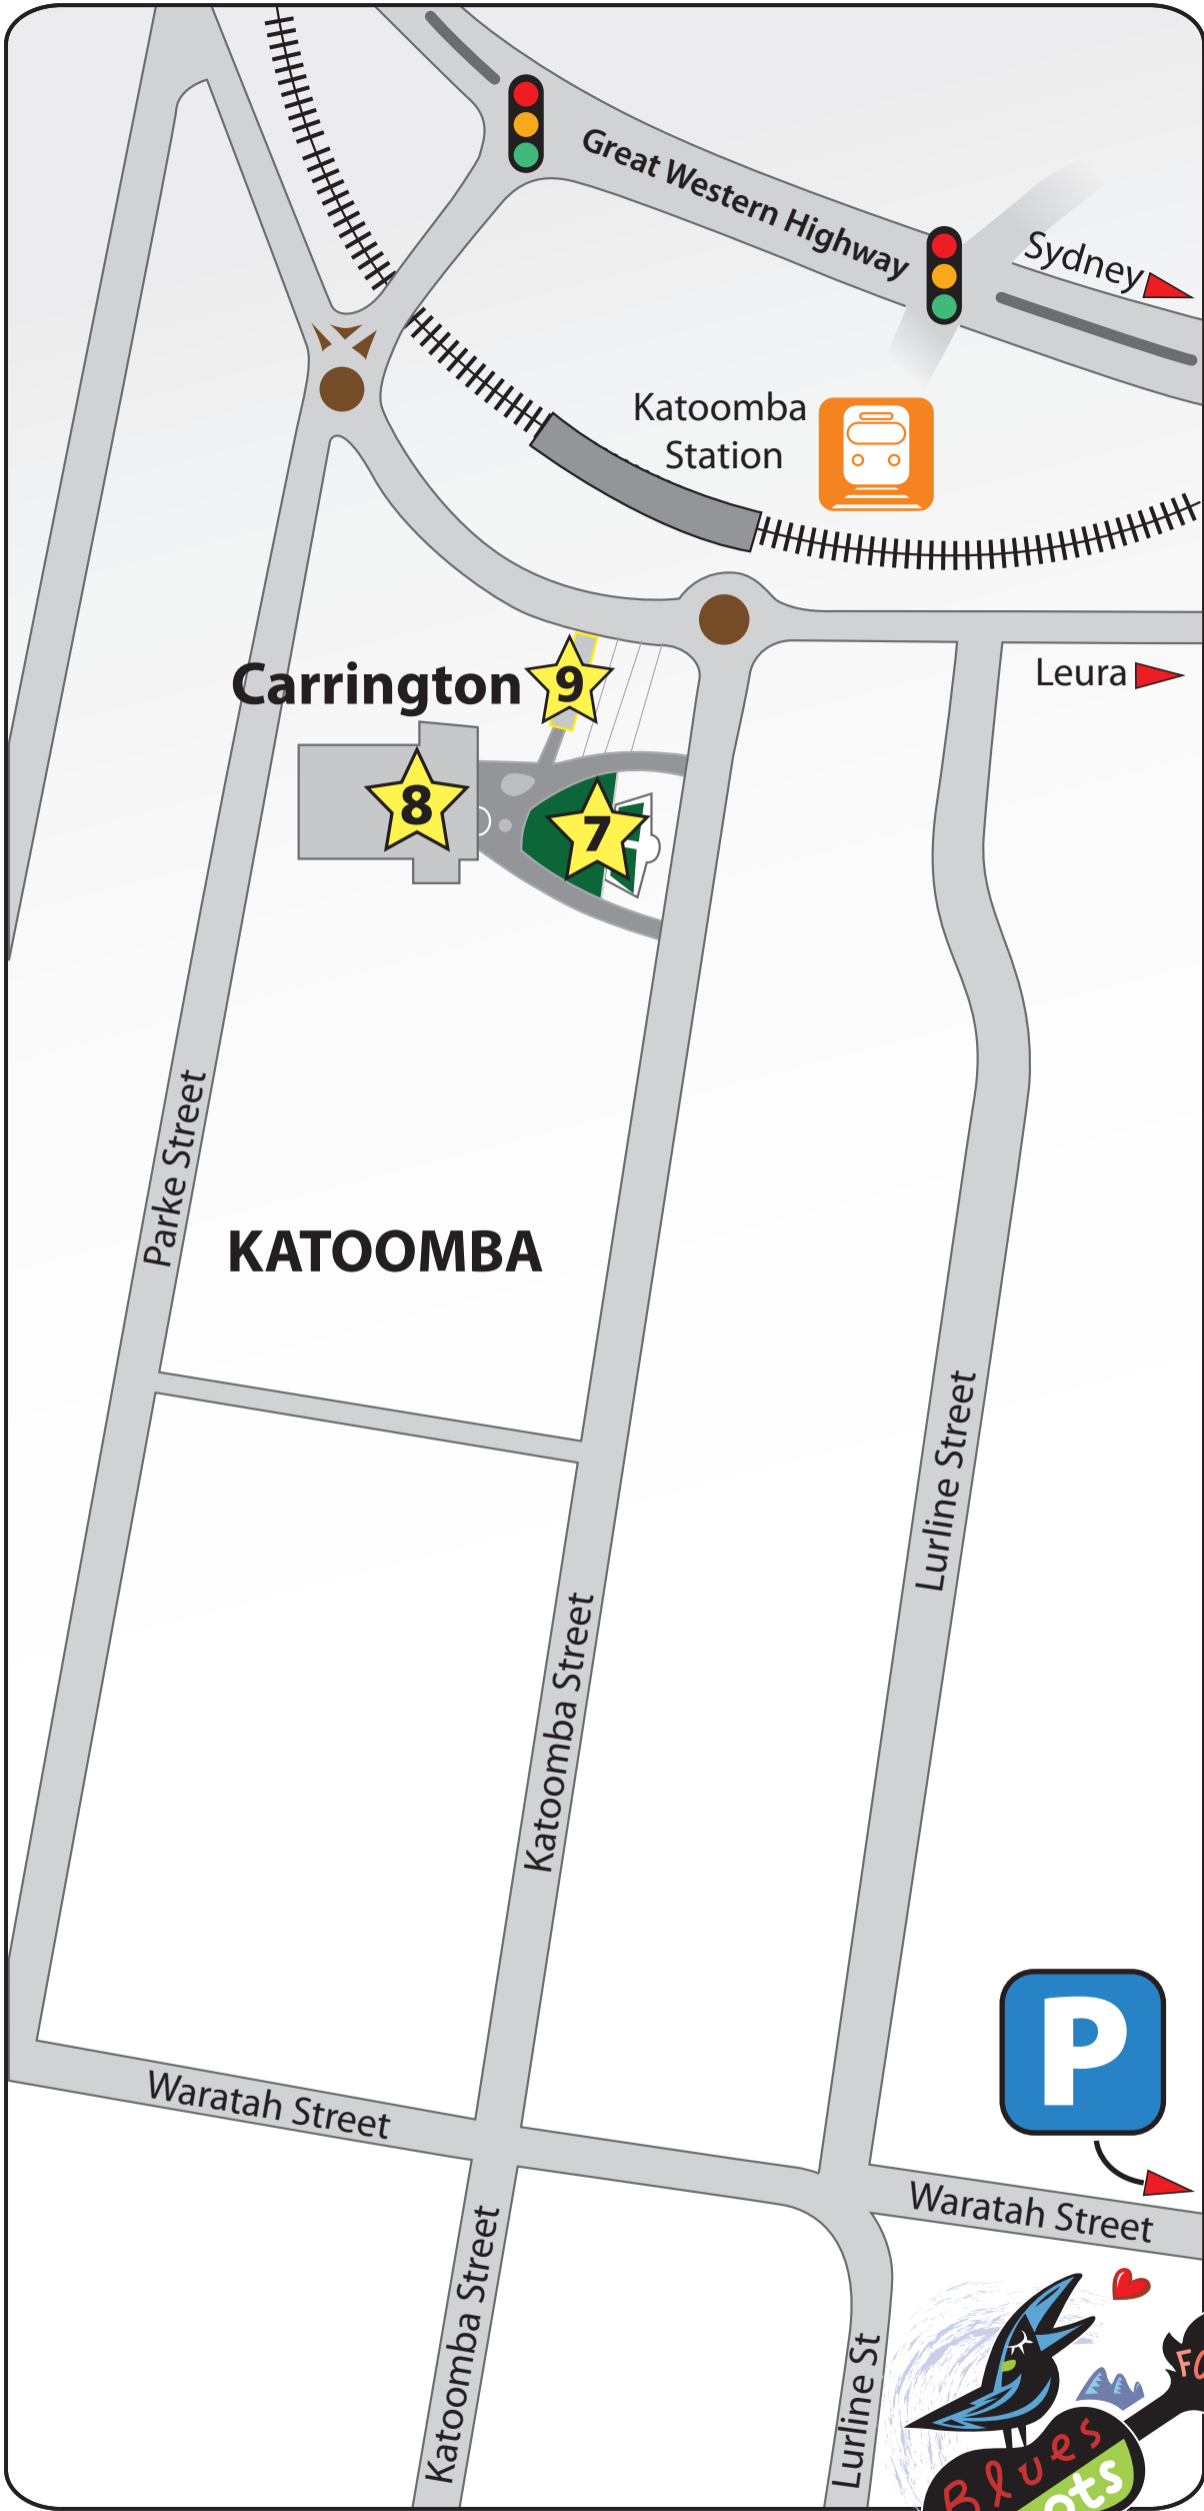 Great Western Highway
Sydney
Katoomba
Station
Leura
Carrington
9
8
7
Parke Street
KATOOMBA
Lurline Street
Katoomba Street
P
Waratah Street
Waratah Street
Katoomba Street
Lurline St
Blues